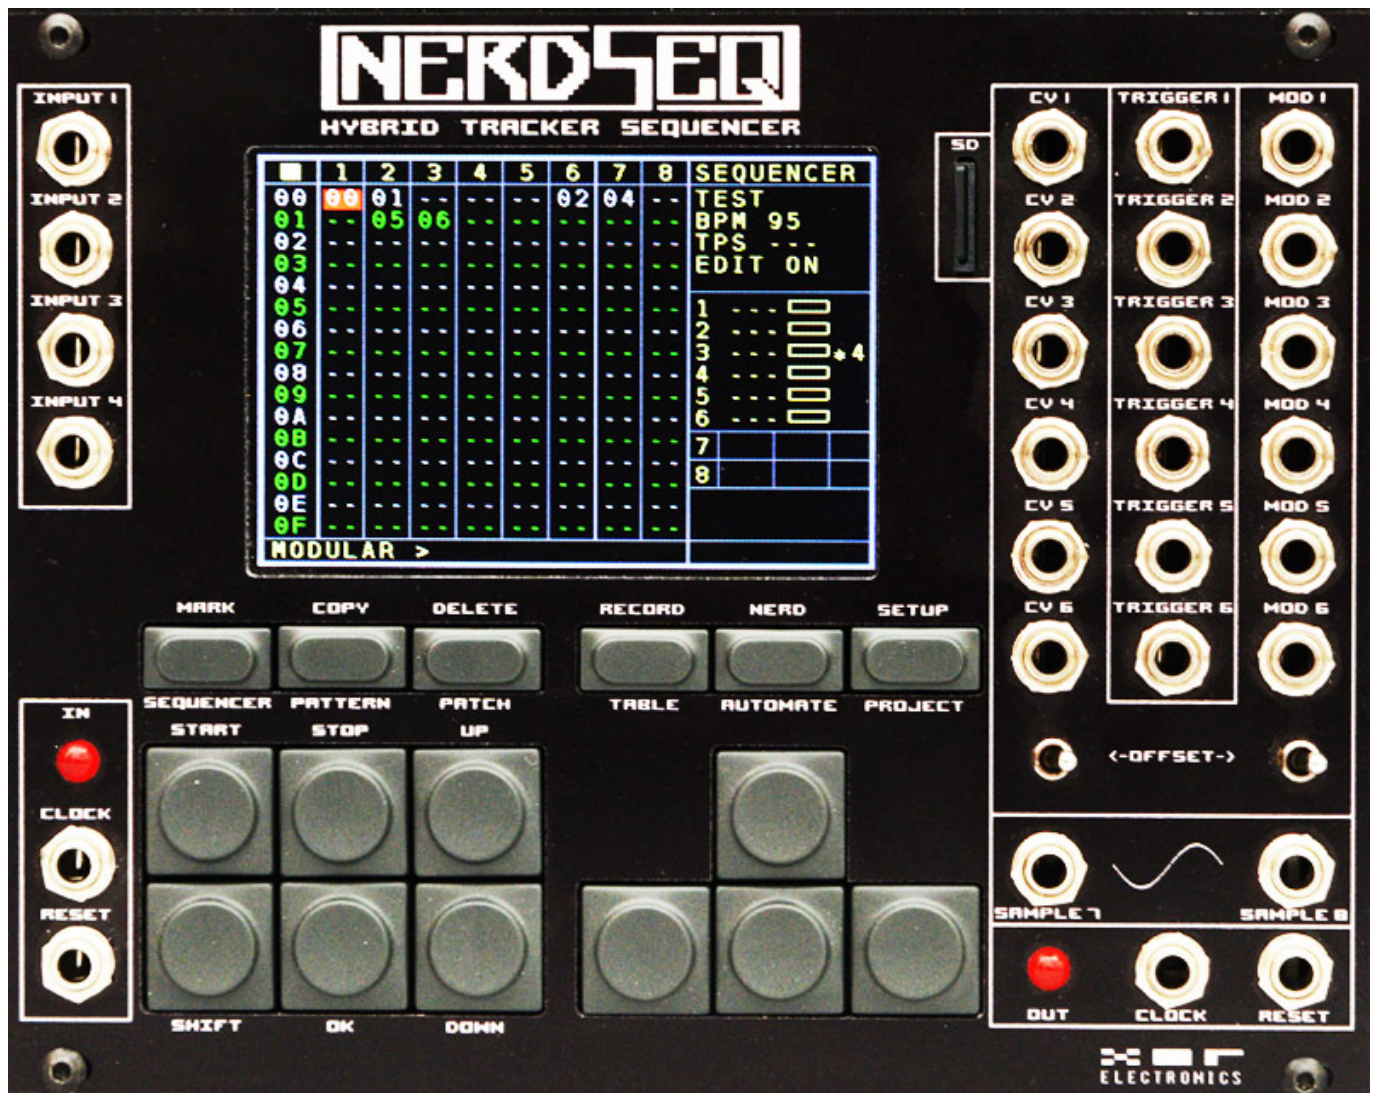 NERDSEQ
HYBRID TRACKER SEQUENCER
INPUT 1
INPUT 2
INPUT 3
INPUT 4
1 2 3 4 5 6 7 8 SEQUENCER
00 00 01 -- -- -- 02 04 -- TEST
01 -- 05 06 -- -- -- -- -- BPM 95
02 -- -- -- -- -- -- -- -- TPS ---
03 -- -- -- -- -- -- -- -- EDIT ON
04 -- -- -- -- -- -- -- --
05 -- -- -- -- -- -- -- -- 1 ---
06 -- -- -- -- -- -- -- -- 2 ---
07 -- -- -- -- -- -- -- -- 3 --- *4
08 -- -- -- -- -- -- -- -- 4 ---
09 -- -- -- -- -- -- -- -- 5 ---
0A -- -- -- -- -- -- -- -- 6 ---
0B -- -- -- -- -- -- -- -- 7
0C -- -- -- -- -- -- -- --
0D -- -- -- -- -- -- -- -- 8
0E -- -- -- -- -- -- -- --
0F -- -- -- -- -- -- -- --
MODULAR >
SD
CV 1 TRIGGER 1 MOD 1
CV 2 TRIGGER 2 MOD 2
CV 3 TRIGGER 3 MOD 3
CV 4 TRIGGER 4 MOD 4
CV 5 TRIGGER 5 MOD 5
CV 6 TRIGGER 6 MOD 6
<-OFFSET->
MARK COPY DELETE RECORD NERD SETUP
SEQUENCER PATTERN PATCH TABLE AUTOMATE PROJECT
START STOP UP
SHIFT OK DOWN
IN
CLOCK
RESET
SAMPLE 7 SAMPLE 8
OUT CLOCK RESET
XOR
ELECTRONICS